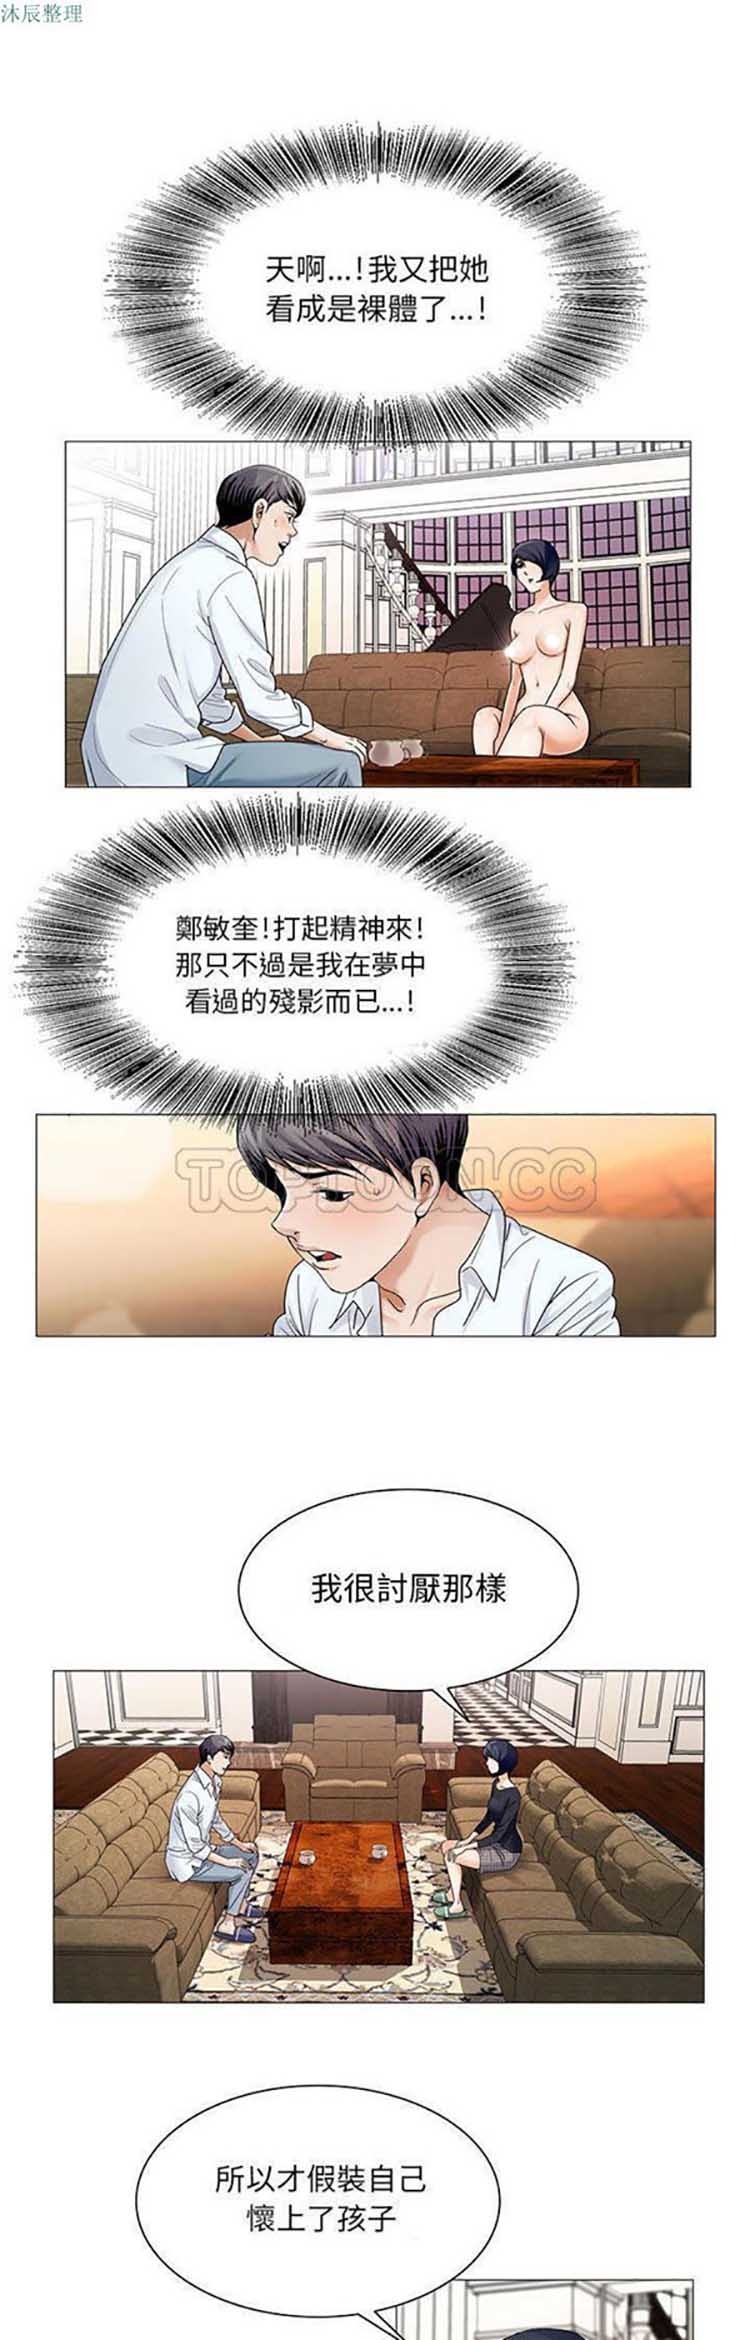 沐辰整理
天啊...!我又把她
看成是裸體了...!
鄭敏奎!打起精神來!
那只不過是我在夢中
看過的殘影而已...!
TOPTOON.CC
我很討厭那樣
所以才假裝自己
懷上了孩子